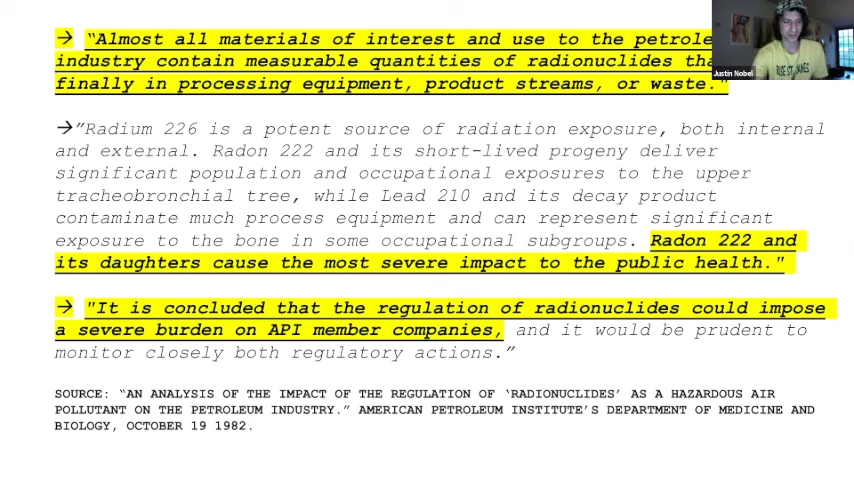 → “Almost all materials of interest and use to the
industry contain measurable quantities of radionuclides
finally in processing equipment, product streams, or waste."
→”Radium 226 is a potent source of radiation exposure, both internal
and external. Radon 222 and its short-lived progeny deliver
significant population and occupational exposures to the upper
tracheobronchial tree, while Lead 210 and its decay product
contaminate much process equipment and can represent significant
exposure to the bone in some occupational subgroups. Radon 222 and
its daughters cause the most severe impact to the public health."
→ "It is concluded that the regulation of radionuclides could impose
a severe burden on API member companies, and it would be prudent to
monitor closely both regulatory actions.”
SOURCE: “AN ANALYSIS OF THE IMPACT OF THE REGULATION OF ‘RADIONUCLIDES’ AS A HAZARDOUS AIR
POLLUTANT ON THE PETROLEUM INDUSTRY.” AMERICAN PETROLEUM INSTITUTE’S DEPARTMENT OF MEDICINE AND
BIOLOGY, OCTOBER 19 1982.
Justin Nobel